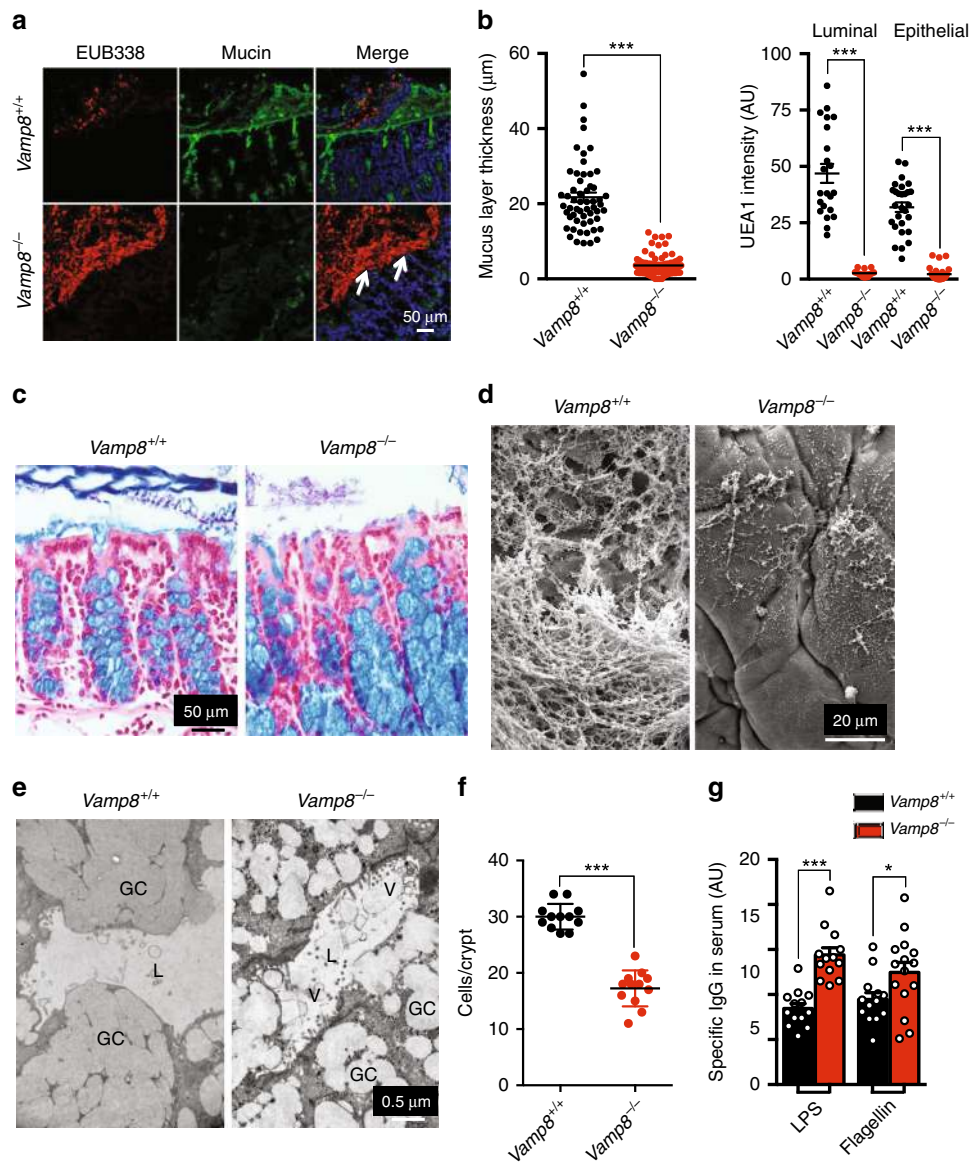 a
EUB338 Mucin Merge
Vamp8+/+
Vamp8–/–
50 µm
b
Mucus layer thickness (µm)
60
40
20
0
***
Vamp8+/+
Vamp8–/–
Luminal Epithelial
UEA1 intensity (AU)
100
75
50
25
0
***
***
Vamp8+/+
Vamp8–/–
Vamp8+/+
Vamp8–/–
c
Vamp8+/+ Vamp8–/–
50 µm
d
Vamp8+/+ Vamp8–/–
20 µm
e
Vamp8+/+ Vamp8–/–
GC
L
GC
V
L
V
GC
GC
0.5 µm
f
Cells/crypt
40
30
20
10
0
***
Vamp8+/+
Vamp8–/–
g
Vamp8+/+
Vamp8–/–
Specific IgG in serum (AU)
20
15
10
5
0
***
*
LPS
Flagellin